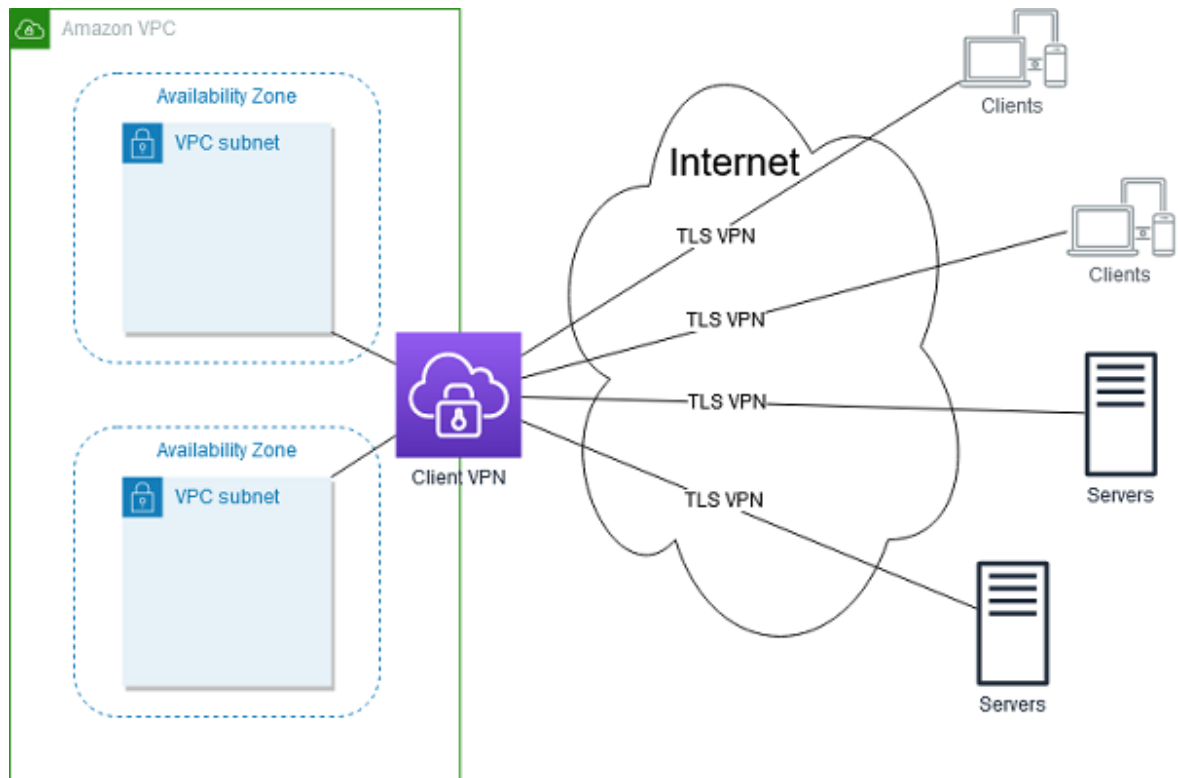 Amazon VPC
Availability Zone
VPC subnet
Availability Zone
VPC subnet
Client VPN
Internet
TLS VPN
TLS VPN
TLS VPN
TLS VPN
Clients
Clients
Servers
Servers